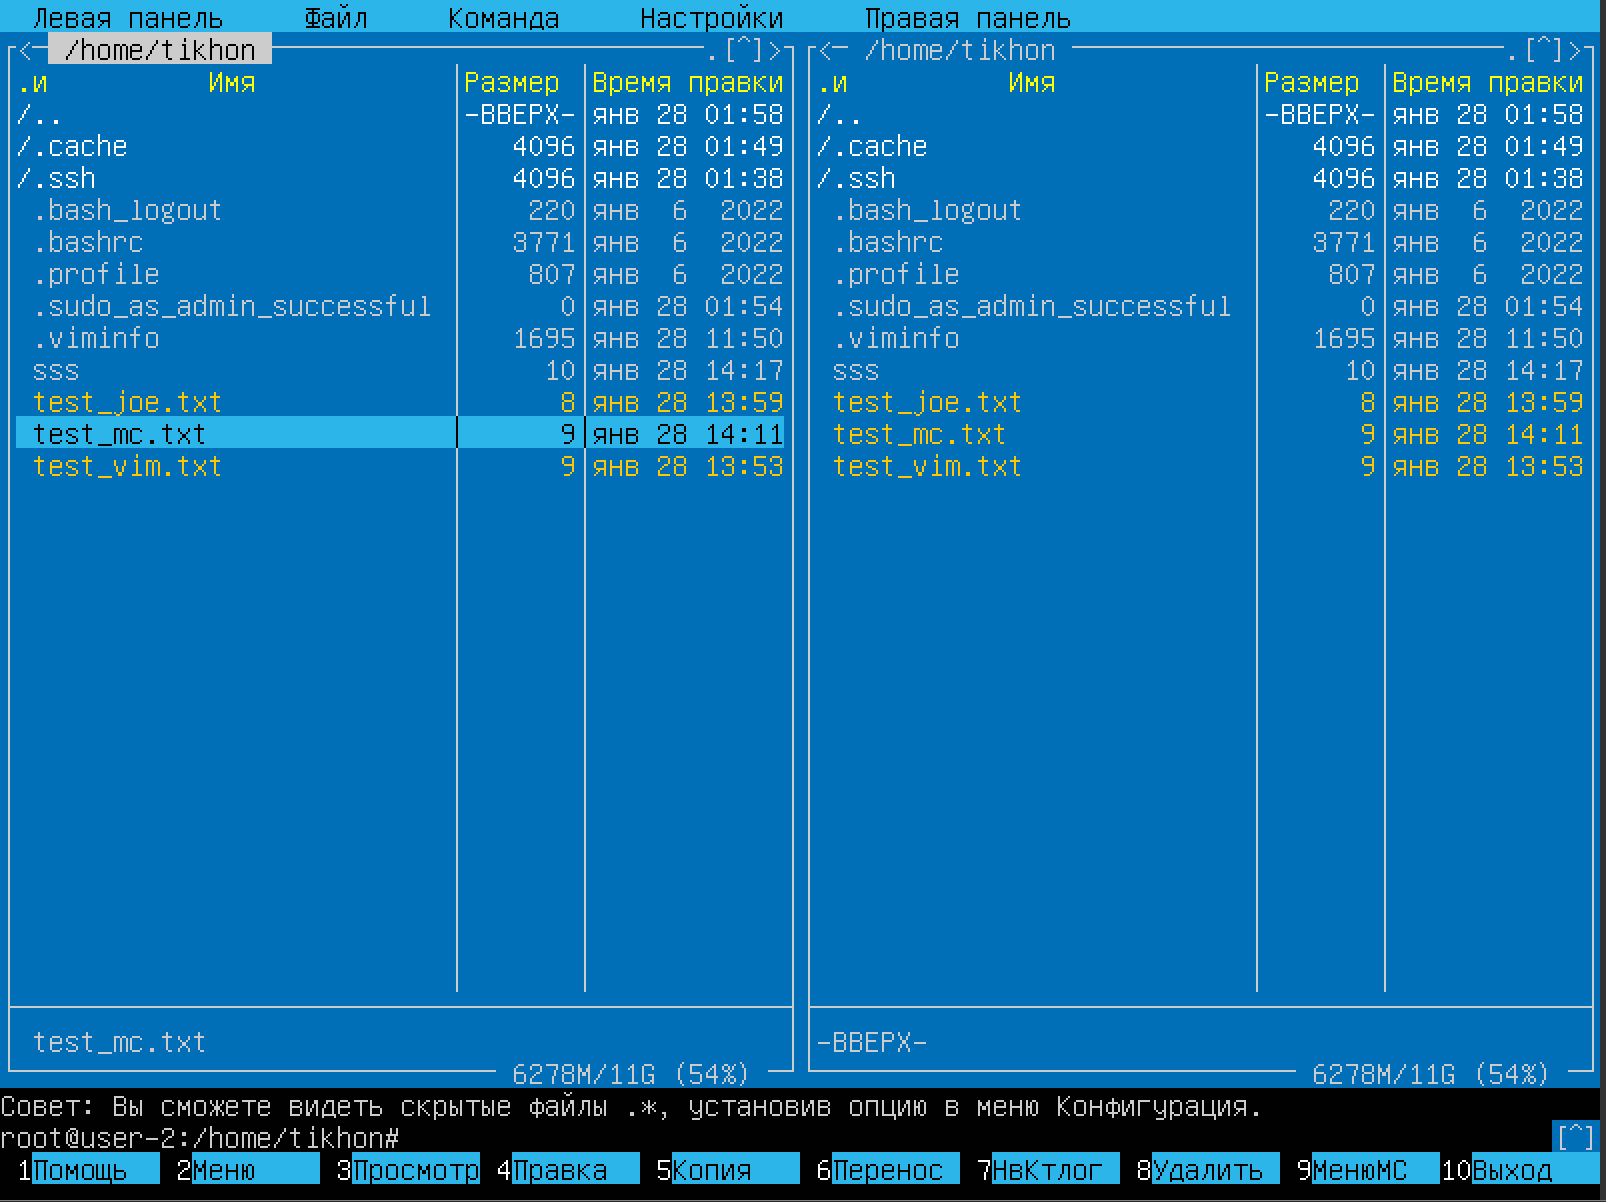 Левая панель Файл Команда Настройки Правая панель
<- /home/tikhon .[^]> <- /home/tikhon .[^]>
.и Имя Размер Время правки .и Имя Размер Время правки
/.. -ВВЕРХ- янв 28 01:58 /.. -ВВЕРХ- янв 28 01:58
/.cache 4096 янв 28 01:49 /.cache 4096 янв 28 01:49
/.ssh 4096 янв 28 01:38 /.ssh 4096 янв 28 01:38
.bash_logout 220 янв 6 2022 .bash_logout 220 янв 6 2022
.bashrc 3771 янв 6 2022 .bashrc 3771 янв 6 2022
.profile 807 янв 6 2022 .profile 807 янв 6 2022
.sudo_as_admin_successful 0 янв 28 01:54 .sudo_as_admin_successful 0 янв 28 01:54
.viminfo 1695 янв 28 11:50 .viminfo 1695 янв 28 11:50
sss 10 янв 28 14:17 sss 10 янв 28 14:17
test_joe.txt 8 янв 28 13:59 test_joe.txt 8 янв 28 13:59
test_mc.txt 9 янв 28 14:11 test_mc.txt 9 янв 28 14:11
test_vim.txt 9 янв 28 13:53 test_vim.txt 9 янв 28 13:53
test_mc.txt -ВВЕРХ-
6278M/11G (54%) 6278M/11G (54%)
Совет: Вы сможете видеть скрытые файлы .*, установив опцию в меню Конфигурация.
root@user-2:/home/tikhon# [^]
1Помощь 2Меню 3Просмотр 4Правка 5Копия 6Перенос 7НвКтлог 8Удалить 9МенюМС 10Выход